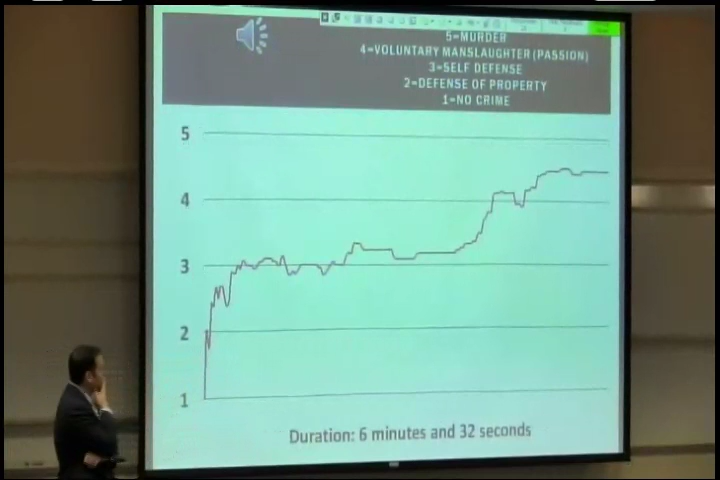 5=MURDER
4=VOLUNTARY MANSLAUGHTER (PASSION)
3=SELF DEFENSE
2=DEFENSE OF PROPERTY
1=NO CRIME
5
4
3
2
1
Duration: 6 minutes and 32 seconds